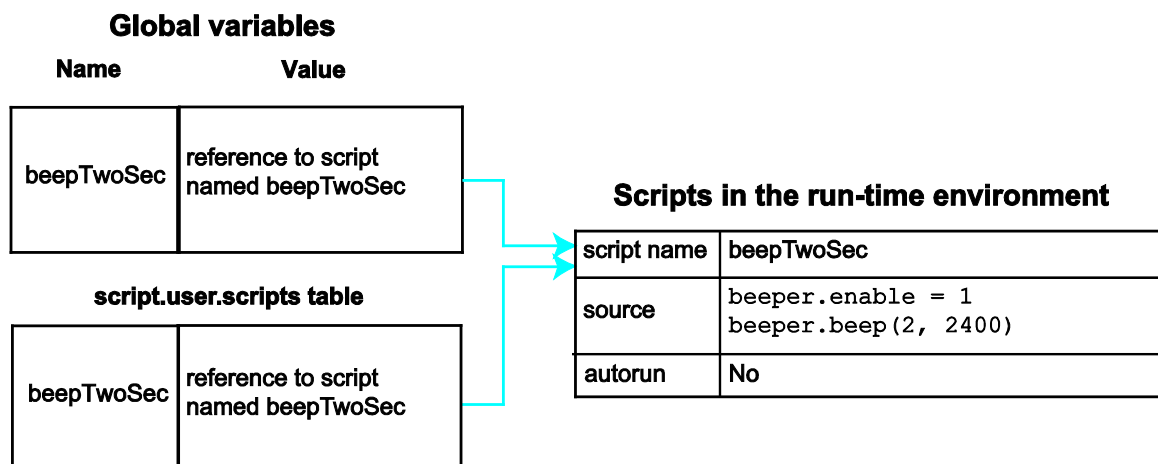 Global variables
Name Value
beepTwoSec
reference to script
named beepTwoSec
script.user.scripts table
beepTwoSec
reference to script
named beepTwoSec
Scripts in the run-time environment
script name beepTwoSec
source
beeper.enable = 1
beeper.beep(2, 2400)
autorun No